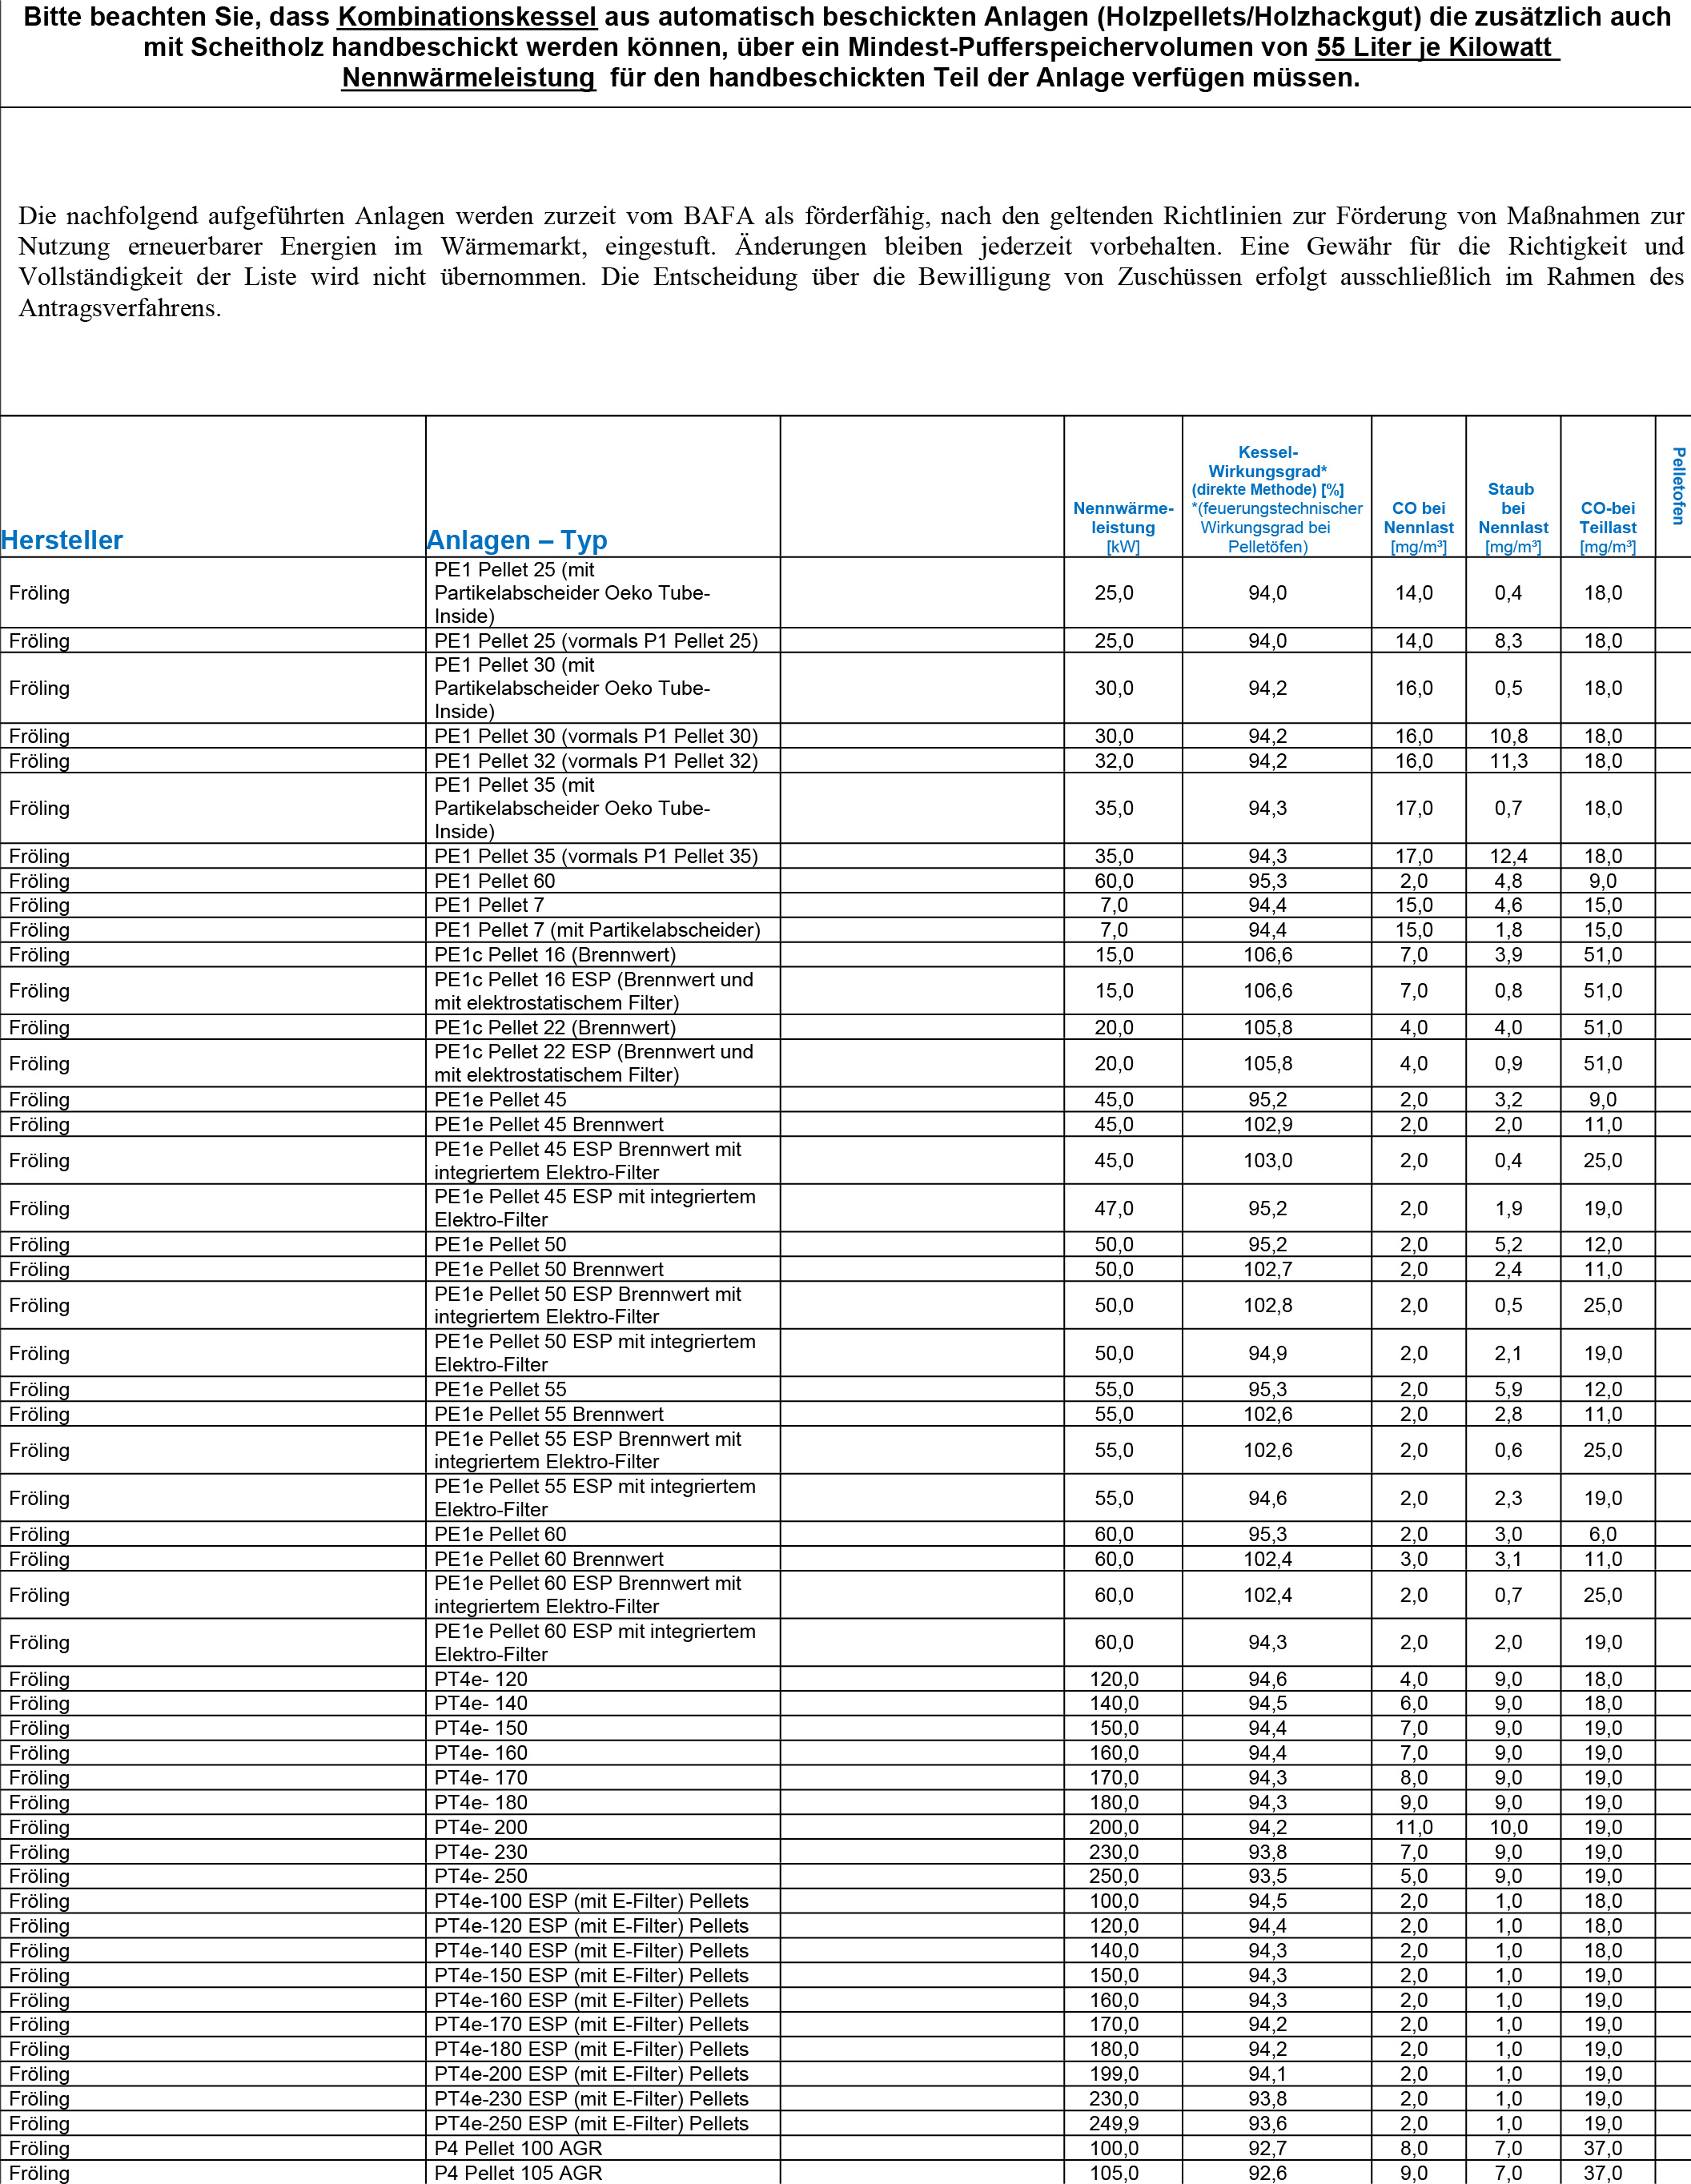 Bitte beachten Sie, dass Kombinationskessel aus automatisch beschickten Anlagen (Holzpellets/Holzhackgut) die zusätzlich auch
mit Scheitholz handbeschickt werden können, über ein Mindest-Pufferspeichervolumen von 55 Liter je Kilowatt
Nennwärmeleistung für den handbeschickten Teil der Anlage verfügen müssen.
Die nachfolgend aufgeführten Anlagen werden zurzeit vom BAFA als förderfähig, nach den geltenden Richtlinien zur Förderung von Maßnahmen zur
Nutzung erneuerbarer Energien im Wärmemarkt, eingestuft. Änderungen bleiben jederzeit vorbehalten. Eine Gewähr für die Richtigkeit und
Vollständigkeit der Liste wird nicht übernommen. Die Entscheidung über die Bewilligung von Zuschüssen erfolgt ausschließlich im Rahmen des
Antragsverfahrens.
Hersteller
Anlagen – Typ
Nennwärme-
leistung
[kW]
Kessel-
Wirkungsgrad*
(direkte Methode) [%]
*(feuerungstechnischer
Wirkungsgrad bei
Pelletöfen)
CO bei
Nennlast
[mg/m³]
Staub
bei
Nennlast
[mg/m³]
CO-bei
Teillast
[mg/m³]
Pelletofen
Fröling PE1 Pellet 25 (mit
Partikelabscheider Oeko Tube-
Inside) 25,0 94,0 14,0 0,4 18,0
Fröling PE1 Pellet 25 (vormals P1 Pellet 25) 25,0 94,0 14,0 8,3 18,0
Fröling PE1 Pellet 30 (mit
Partikelabscheider Oeko Tube-
Inside) 30,0 94,2 16,0 0,5 18,0
Fröling PE1 Pellet 30 (vormals P1 Pellet 30) 30,0 94,2 16,0 10,8 18,0
Fröling PE1 Pellet 32 (vormals P1 Pellet 32) 32,0 94,2 16,0 11,3 18,0
Fröling PE1 Pellet 35 (mit
Partikelabscheider Oeko Tube-
Inside) 35,0 94,3 17,0 0,7 18,0
Fröling PE1 Pellet 35 (vormals P1 Pellet 35) 35,0 94,3 17,0 12,4 18,0
Fröling PE1 Pellet 60 60,0 95,3 2,0 4,8 9,0
Fröling PE1 Pellet 7 7,0 94,4 15,0 4,6 15,0
Fröling PE1 Pellet 7 (mit Partikelabscheider) 7,0 94,4 15,0 1,8 15,0
Fröling PE1c Pellet 16 (Brennwert) 15,0 106,6 7,0 3,9 51,0
Fröling PE1c Pellet 16 ESP (Brennwert und
mit elektrostatischem Filter) 15,0 106,6 7,0 0,8 51,0
Fröling PE1c Pellet 22 (Brennwert) 20,0 105,8 4,0 4,0 51,0
Fröling PE1c Pellet 22 ESP (Brennwert und
mit elektrostatischem Filter) 20,0 105,8 4,0 0,9 51,0
Fröling PE1e Pellet 45 45,0 95,2 2,0 3,2 9,0
Fröling PE1e Pellet 45 Brennwert 45,0 102,9 2,0 2,0 11,0
Fröling PE1e Pellet 45 ESP Brennwert mit
integriertem Elektro-Filter 45,0 103,0 2,0 0,4 25,0
Fröling PE1e Pellet 45 ESP mit integriertem
Elektro-Filter 47,0 95,2 2,0 1,9 19,0
Fröling PE1e Pellet 50 50,0 95,2 2,0 5,2 12,0
Fröling PE1e Pellet 50 Brennwert 50,0 102,7 2,0 2,4 11,0
Fröling PE1e Pellet 50 ESP Brennwert mit
integriertem Elektro-Filter 50,0 102,8 2,0 0,5 25,0
Fröling PE1e Pellet 50 ESP mit integriertem
Elektro-Filter 50,0 94,9 2,0 2,1 19,0
Fröling PE1e Pellet 55 55,0 95,3 2,0 5,9 12,0
Fröling PE1e Pellet 55 Brennwert 55,0 102,6 2,0 2,8 11,0
Fröling PE1e Pellet 55 ESP Brennwert mit
integriertem Elektro-Filter 55,0 102,6 2,0 0,6 25,0
Fröling PE1e Pellet 55 ESP mit integriertem
Elektro-Filter 55,0 94,6 2,0 2,3 19,0
Fröling PE1e Pellet 60 60,0 95,3 2,0 3,0 6,0
Fröling PE1e Pellet 60 Brennwert 60,0 102,4 3,0 3,1 11,0
Fröling PE1e Pellet 60 ESP Brennwert mit
integriertem Elektro-Filter 60,0 102,4 2,0 0,7 25,0
Fröling PE1e Pellet 60 ESP mit integriertem
Elektro-Filter 60,0 94,3 2,0 2,0 19,0
Fröling PT4e- 120 120,0 94,6 4,0 9,0 18,0
Fröling PT4e- 140 140,0 94,5 6,0 9,0 18,0
Fröling PT4e- 150 150,0 94,4 7,0 9,0 19,0
Fröling PT4e- 160 160,0 94,4 7,0 9,0 19,0
Fröling PT4e- 170 170,0 94,3 8,0 9,0 19,0
Fröling PT4e- 180 180,0 94,3 9,0 9,0 19,0
Fröling PT4e- 200 200,0 94,2 11,0 10,0 19,0
Fröling PT4e- 230 230,0 93,8 7,0 9,0 19,0
Fröling PT4e- 250 250,0 93,5 5,0 9,0 19,0
Fröling PT4e-100 ESP (mit E-Filter) Pellets 100,0 94,5 2,0 1,0 18,0
Fröling PT4e-120 ESP (mit E-Filter) Pellets 120,0 94,4 2,0 1,0 18,0
Fröling PT4e-140 ESP (mit E-Filter) Pellets 140,0 94,3 2,0 1,0 18,0
Fröling PT4e-150 ESP (mit E-Filter) Pellets 150,0 94,3 2,0 1,0 19,0
Fröling PT4e-160 ESP (mit E-Filter) Pellets 160,0 94,3 2,0 1,0 19,0
Fröling PT4e-170 ESP (mit E-Filter) Pellets 170,0 94,2 2,0 1,0 19,0
Fröling PT4e-180 ESP (mit E-Filter) Pellets 180,0 94,2 2,0 1,0 19,0
Fröling PT4e-200 ESP (mit E-Filter) Pellets 199,0 94,1 2,0 1,0 19,0
Fröling PT4e-230 ESP (mit E-Filter) Pellets 230,0 93,8 2,0 1,0 19,0
Fröling PT4e-250 ESP (mit E-Filter) Pellets 249,9 93,6 2,0 1,0 19,0
Fröling P4 Pellet 100 AGR 100,0 92,7 8,0 7,0 37,0
Fröling P4 Pellet 105 AGR 105,0 92,6 9,0 7,0 37,0